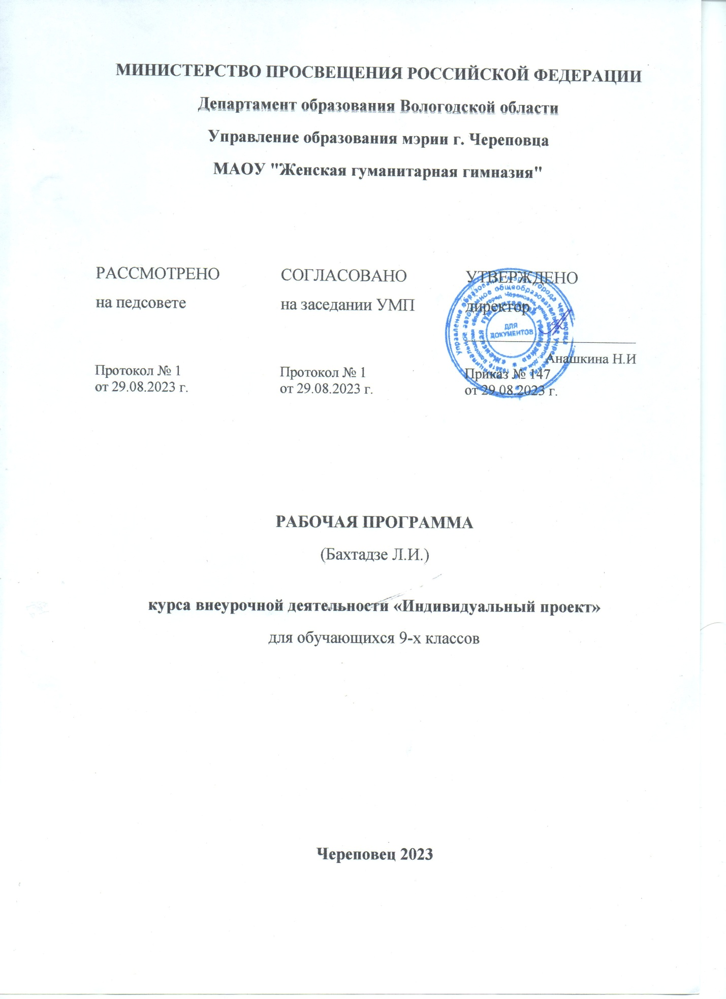 МИНИСТЕРСТВО ПРОСВЕЩЕНИЯ РОССИЙСКОЙ ФЕДЕРАЦИИ
Департамент образования Вологодской области
Управление образования мэрии г. Череповца
МАОУ "Женская гуманитарная гимназия"
РАССМОТРЕНО
на педсовете
Протокол № 1
от 29.08.2023 г.
СОГЛАСОВАНО
на заседании УМП
Протокол № 1
от 29.08.2023 г.
УТВЕРЖДЕНО
директор
Анашкина Н.И
Приказ № 147
от 29.08.2023 г.
ДЛЯ
ДОКУМЕНТОВ
РАБОЧАЯ ПРОГРАММА
(Бахтадзе Л.И.)
курса внеурочной деятельности «Индивидуальный проект»
для обучающихся 9-х классов
Череповец 2023